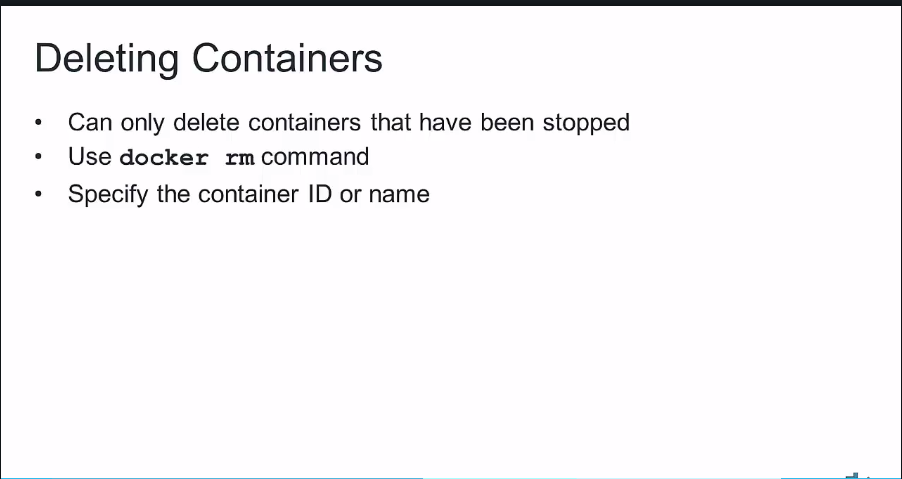 Deleting Containers
• Can only delete containers that have been stopped
• Use docker rm command
• Specify the container ID or name